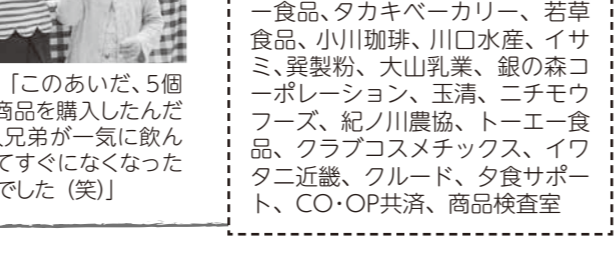 「このあいだ、5個
商品を購入したんだ
人兄弟が一気に飲ん
てすぐになくなった
でした（笑）」
ー食品、タカキベーカリー、若草
食品、小川珈琲、川口水産、イサ
ミ、巽製粉、大山乳業、銀の森コ
ーポレーション、玉清、ニチモウ
フーズ、紀ノ川農協、トーエー食
品、クラブコスメチックス、イワ
タニ近畿、クルード、夕食サポー
ト、CO・OP共済、商品検査室